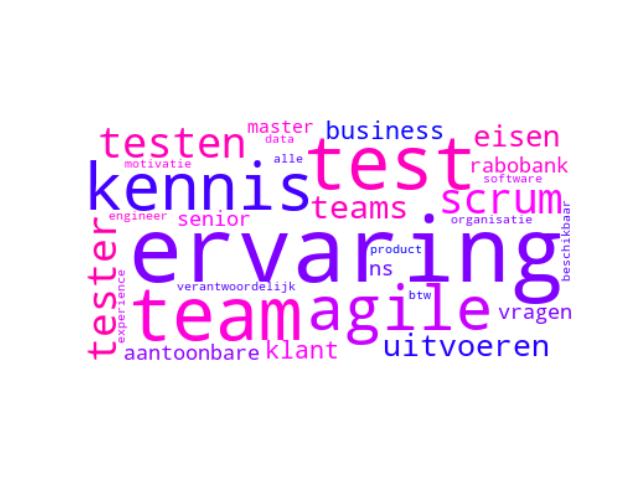 master
business
testen
data
test
eisen
motivatie
alle
kennis
rabobank
software
scrum
teams
engineer
senior
organisatie
beschikbaar
tester
ervaring
product
ns
experience
verantwoordelijk
team
agile
btw
vragen
aantoonbare
klant
uitvoeren